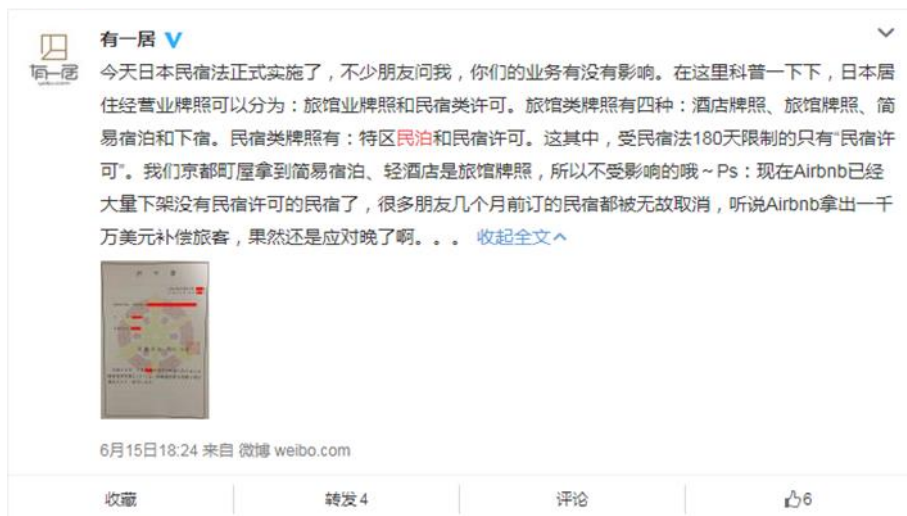 有一居
有一居
今天日本民宿法正式实施了，不少朋友问我，你们的业务有没有影响。在这里科普一下下，日本居
住经营业牌照可以分为：旅馆业牌照和民宿类许可。旅馆类牌照有四种：酒店牌照、旅馆牌照、简
易宿泊和下宿。民宿类牌照有：特区民泊和民宿许可。这其中，受民宿法180天限制的只有“民宿许
可”。我们京都町屋拿到简易宿泊、轻酒店是旅馆牌照，所以不受影响的哦～Ps：现在Airbnb已经
大量下架没有民宿许可的民宿了，很多朋友几个月前订的民宿都被无故取消，听说Airbnb拿出一千
万美元补偿旅客，果然还是应对晚了啊。。。 收起全文
6月15日18:24 来自 微博 weibo.com
收藏 转发 4 评论 6